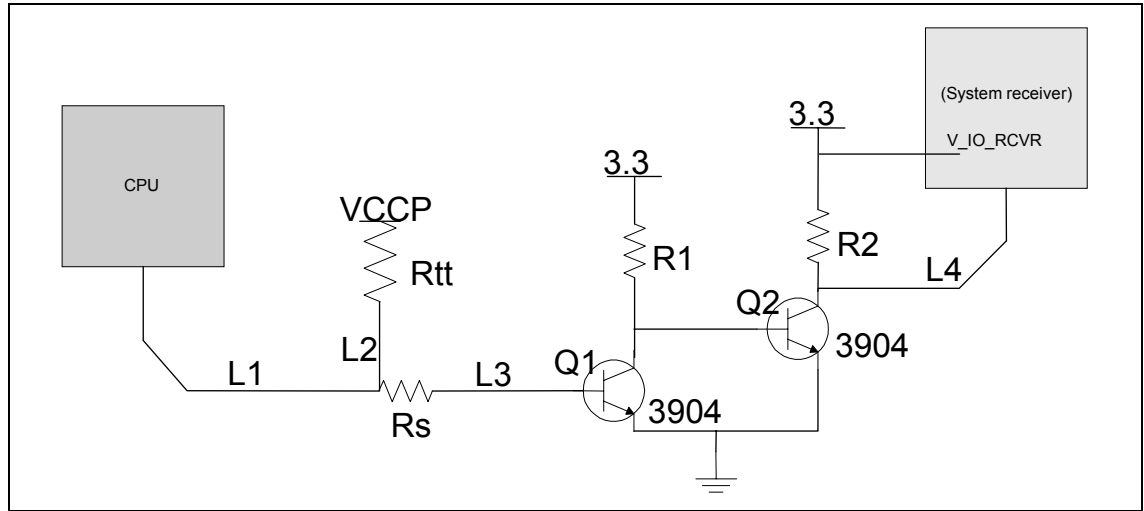 CPU
VCCP
Rtt
L1
L2
Rs
L3
3.3
R1
Q1
3904
3.3
R2
Q2
3904
L4
(System receiver)
V_IO_RCVR